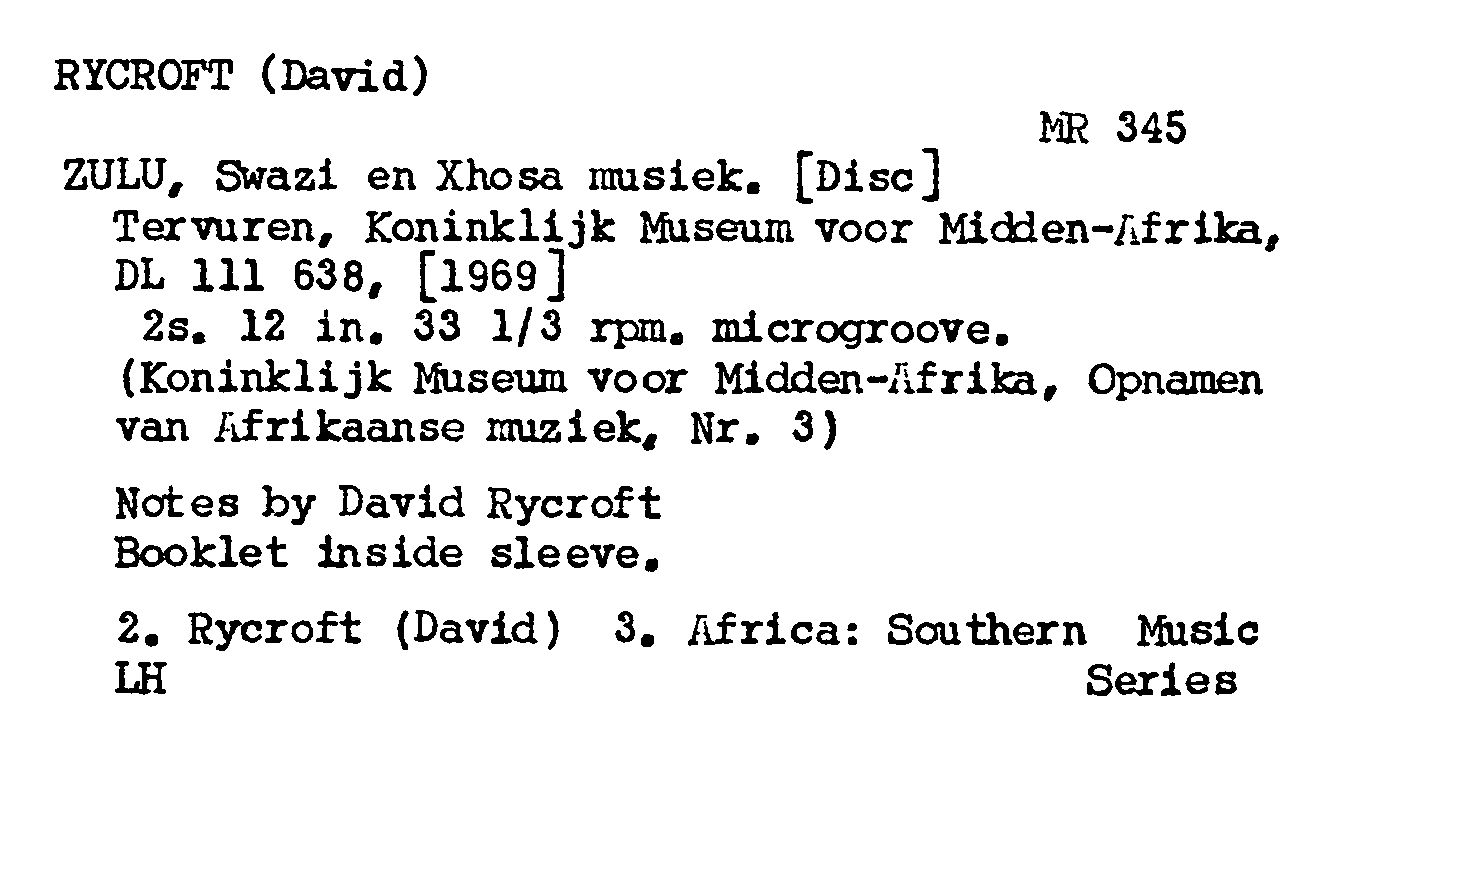 RYCROFT (David)
MR 345
ZULU, Swazi en Xhosa musiek. [Disc]
Tervuren, Koninklijk Museum voor Midden-Afrika,
DL 111 638, [1969]
2s. 12 in. 33 1/3 rpm. microgroove.
(Koninklijk Museum voor Midden-Afrika, Opnamen
van Afrikaanse muziek, Nr. 3)
Notes by David Rycroft
Booklet inside sleeve.
2. Rycroft (David) 3. Africa: Southern Music
LH Series